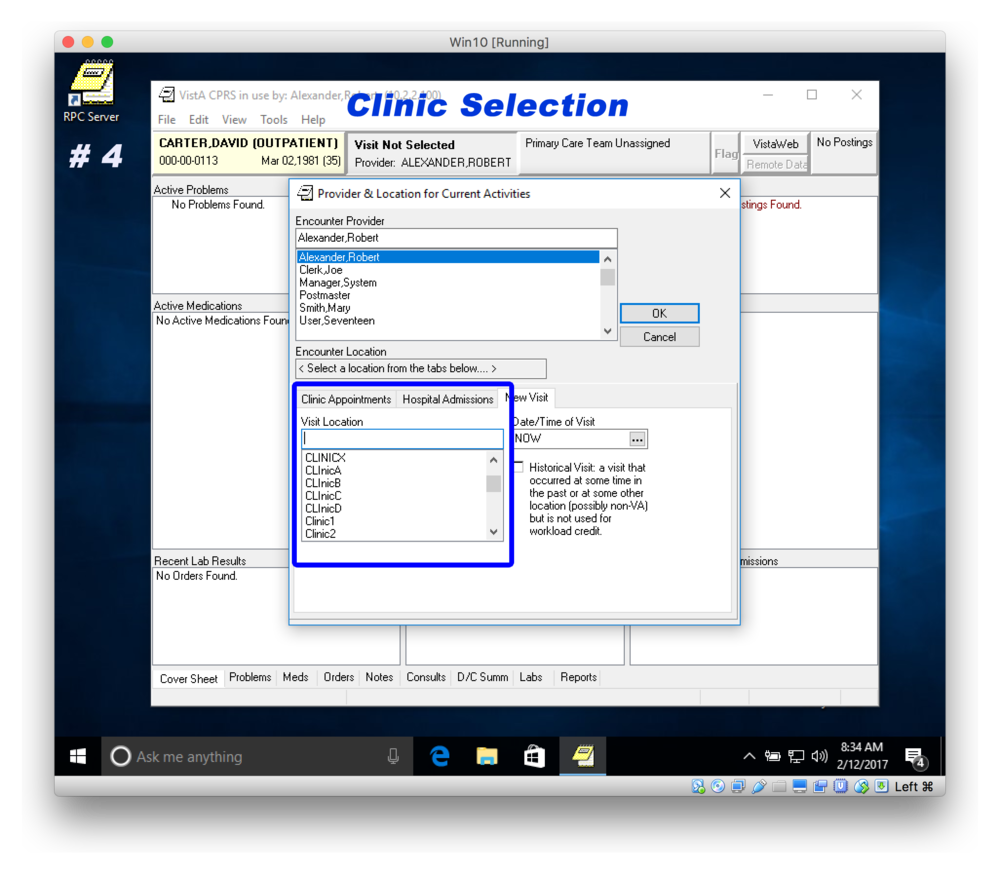 Win10 [Running]
RPC Server
# 4
VistA CPRS in use by: Alexander,
Clinic Selection
File Edit View Tools Help
CARTER,DAVID (OUTPATIENT)
000-00-0113 Mar 02,1981 (35)
Visit Not Selected
Provider: ALEXANDER,ROBERT
Primary Care Team Unassigned
Flag
VistaWeb
Remote Data
No Postings
Active Problems
No Problems Found.
stings Found.
Active Medications
No Active Medications Foun
Recent Lab Results
No Orders Found.
missions
Provider & Location for Current Activities
Encounter Provider
Alexander,Robert
Alexander,Robert
Clerk,Joe
Manager,System
Postmaster
Smith,Mary
User,Seventeen
OK
Cancel
Encounter Location
< Select a location from the tabs below.... >
Clinic Appointments Hospital Admissions New Visit
Visit Location
CLINICX
CLInicA
CLInicB
CLInicC
CLInicD
Clinic1
Clinic2
Date/Time of Visit
NOW
...
Historical Visit: a visit that
occurred at some time in
the past or at some other
location (possibly non-VA)
but is not used for
workload credit.
Cover Sheet Problems Meds Orders Notes Consults D/C Summ Labs Reports
Ask me anything
8:34 AM
2/12/2017
4
Left ⌘